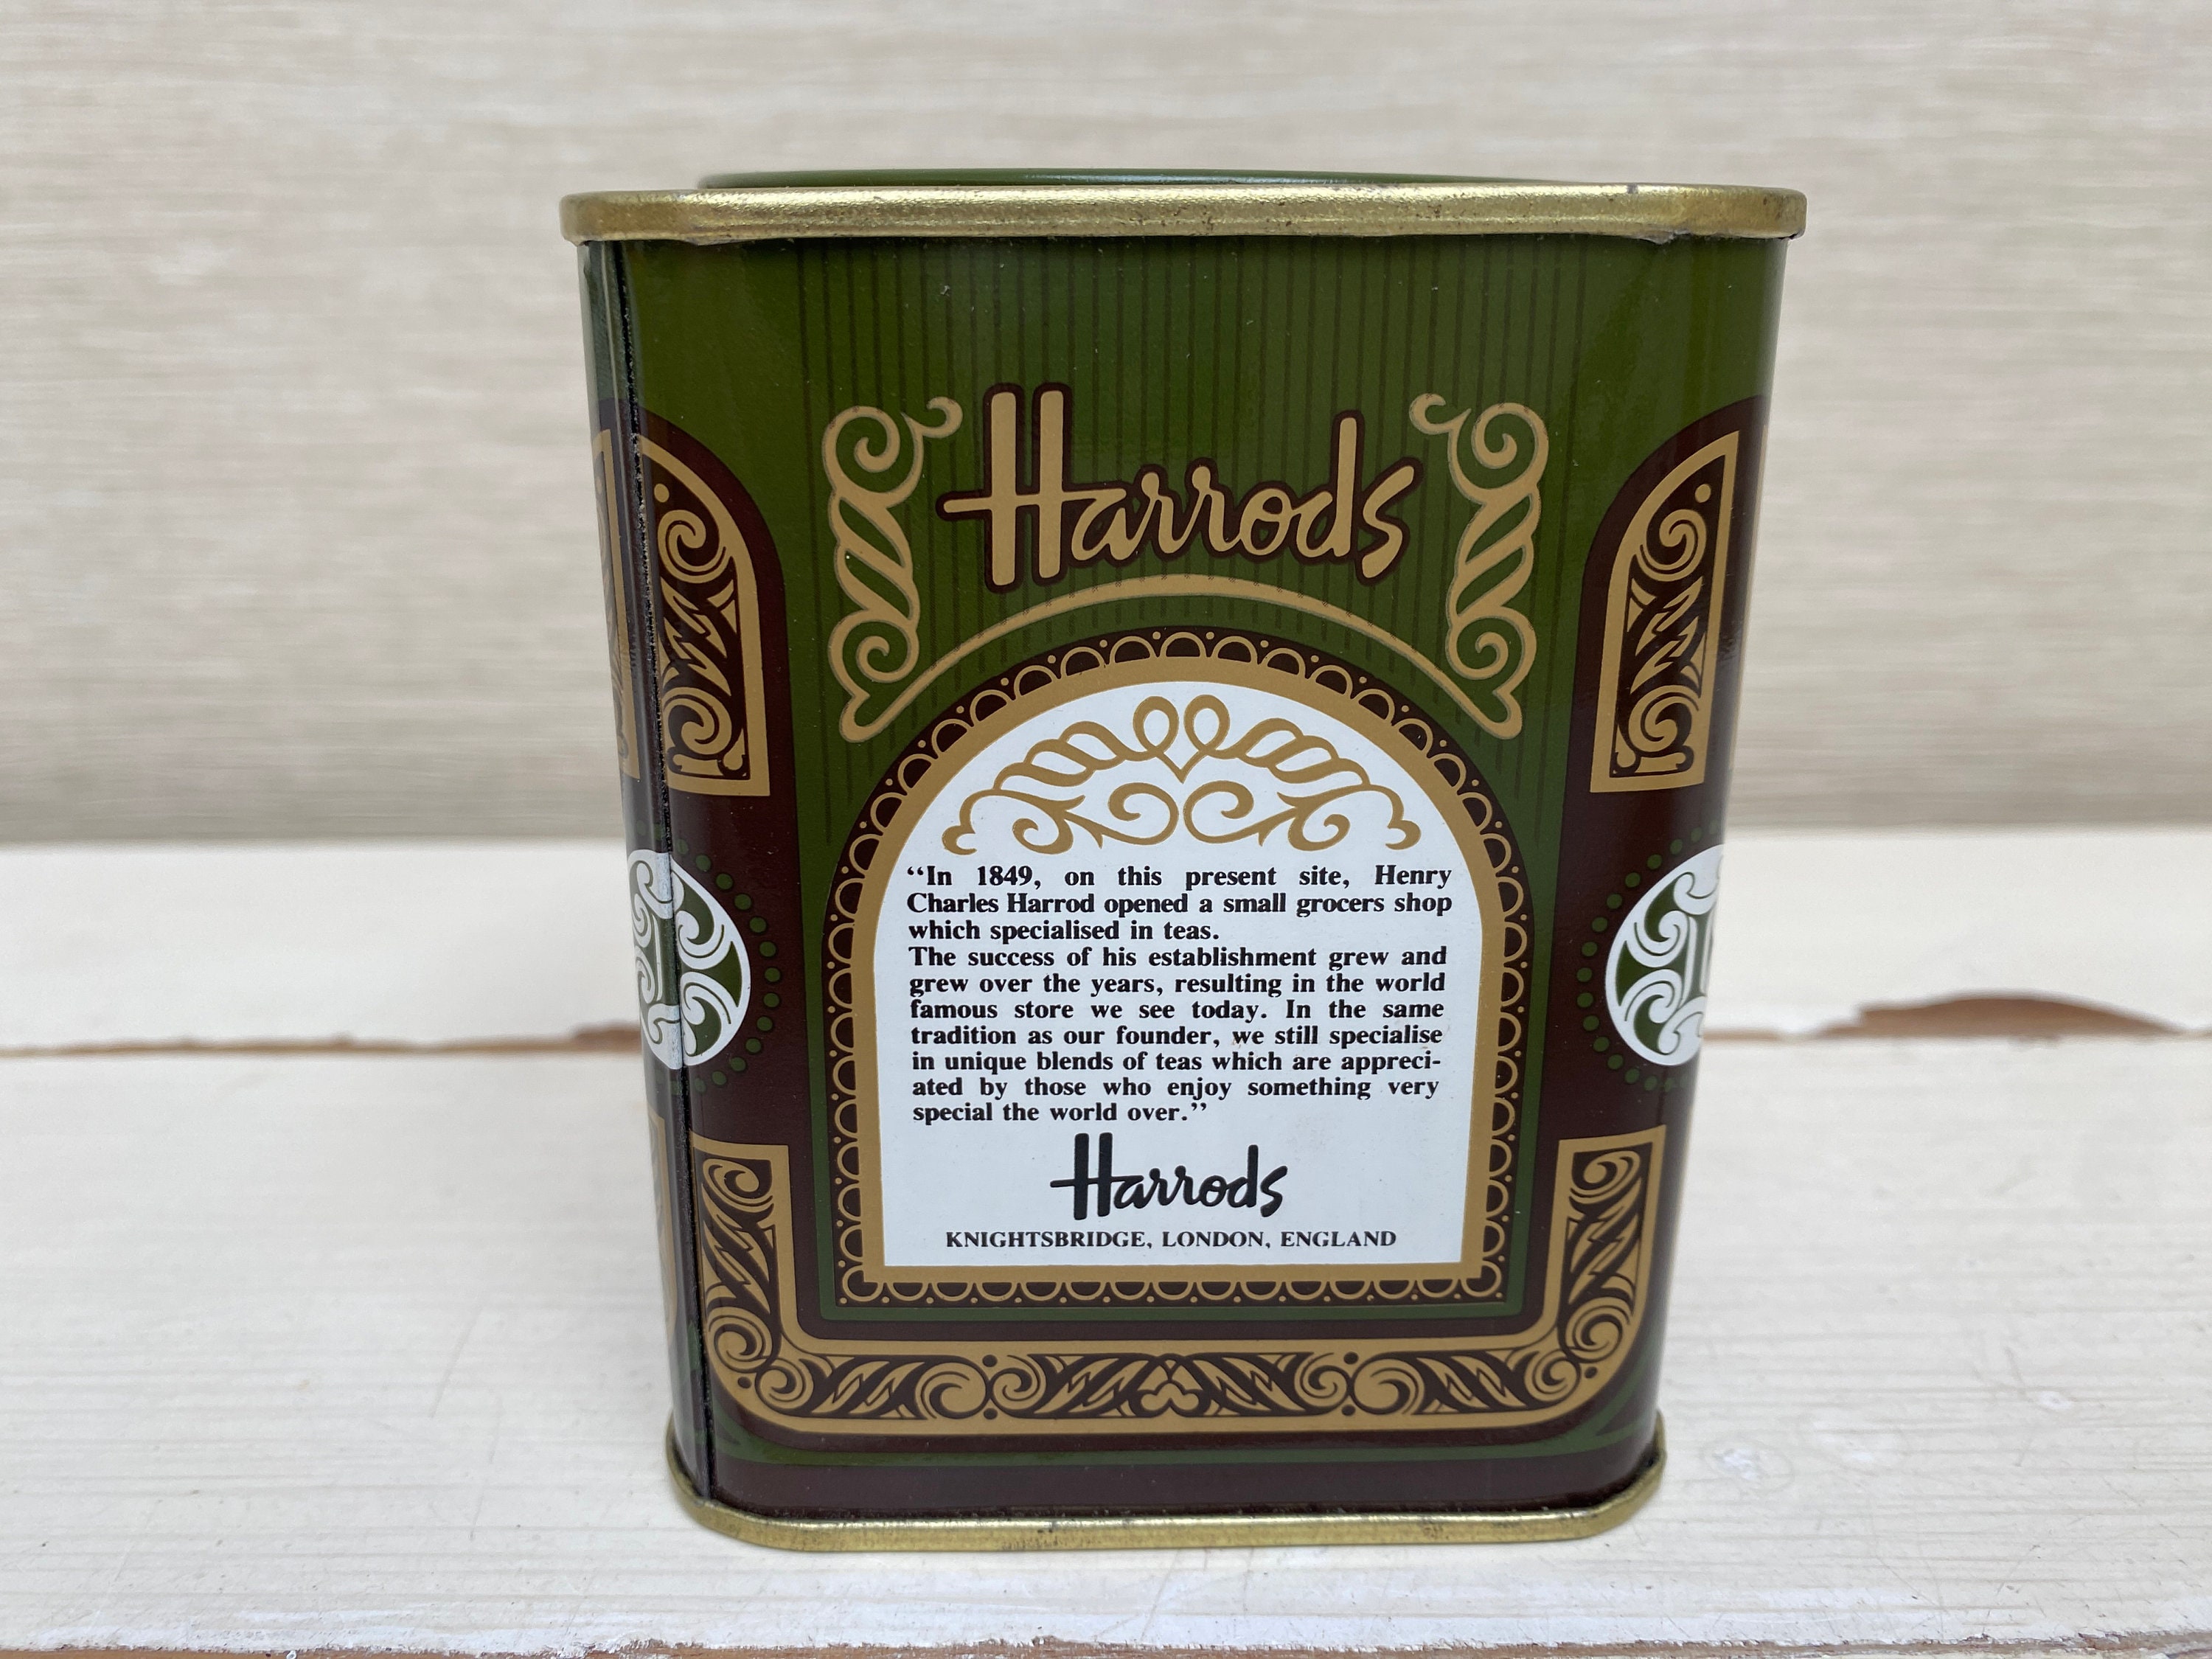 Harrods
“In 1849, on this present site, Henry
Charles Harrod opened a small grocers shop
which specialised in teas.
The success of his establishment grew and
grew over the years, resulting in the world
famous store we see today. In the same
tradition as our founder, we still specialise
in unique blends of teas which are appreci-
ated by those who enjoy something very
special the world over.”
Harrods
KNIGHTSBRIDGE, LONDON, ENGLAND